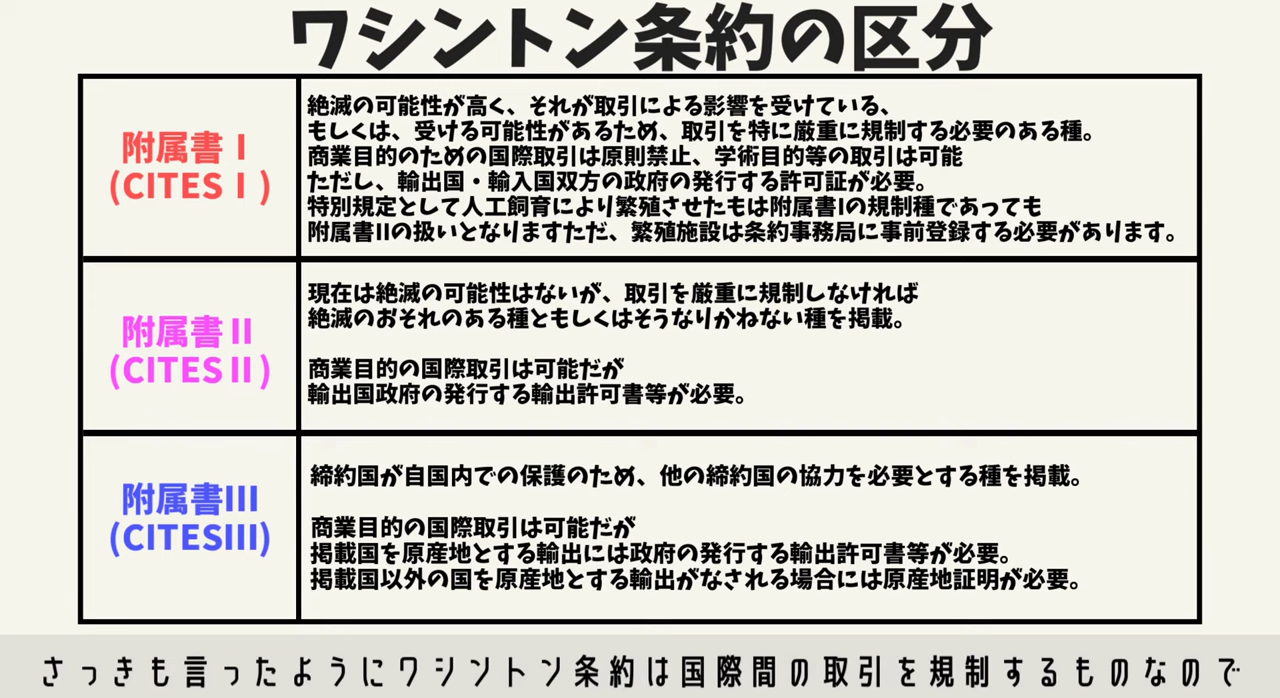 ワシントン条約の区分
附属書Ⅰ
(CITESⅠ)
絶滅の可能性が高く、それが取引による影響を受けている、
もしくは、受ける可能性があるため、取引を特に厳重に規制する必要のある種。
商業目的のための国際取引は原則禁止、学術目的等の取引は可能
ただし、輸出国・輸入国双方の政府の発行する許可証が必要。
特別規定として人工飼育により繁殖させたもは附属書Iの規制種であっても
附属書IIの扱いとなりますただ、繁殖施設は条約事務局に事前登録する必要があります。
附属書Ⅱ
(CITESⅡ)
現在は絶滅の可能性はないが、取引を厳重に規制しなければ
絶滅のおそれのある種ともしくはそうなりかねない種を掲載。
商業目的の国際取引は可能だが
輸出国政府の発行する輸出許可書等が必要。
附属書III
(CITESIII)
締約国が自国内での保護のため、他の締約国の協力を必要とする種を掲載。
商業目的の国際取引は可能だが
掲載国を原産地とする輸出には政府の発行する輸出許可書等が必要。
掲載国以外の国を原産地とする輸出がなされる場合には原産地証明が必要。
さっきも言ったようにワシントン条約は国際間の取引を規制するものなので